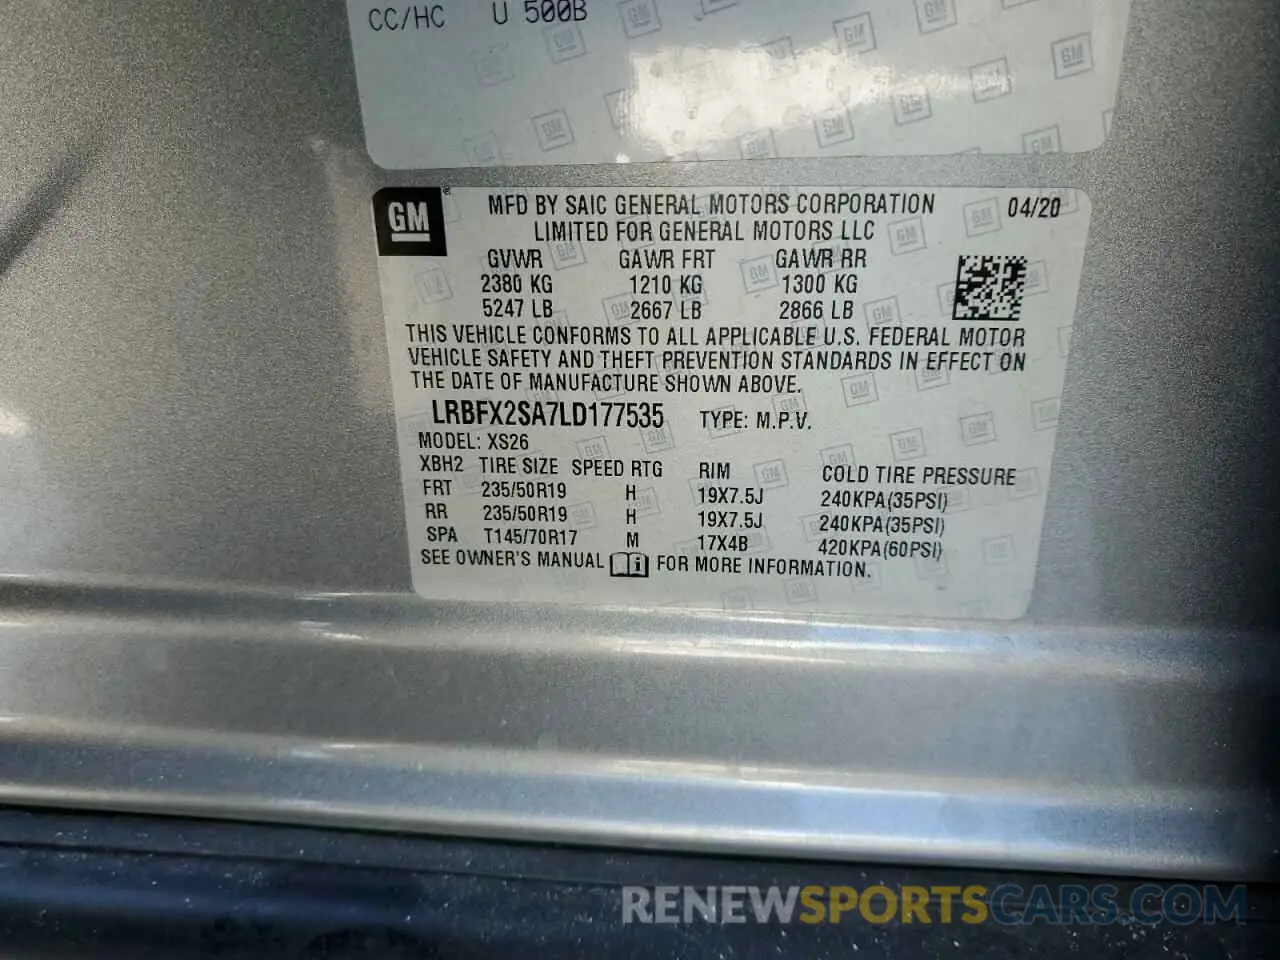 CC/HC U 500B
GM
MFD BY SAIC GENERAL MOTORS CORPORATION 04/20
LIMITED FOR GENERAL MOTORS LLC
GVWR GAWR FRT GAWR RR
2380 KG 1210 KG 1300 KG
5247 LB 2667 LB 2866 LB
THIS VEHICLE CONFORMS TO ALL APPLICABLE U.S. FEDERAL MOTOR
VEHICLE SAFETY AND THEFT PREVENTION STANDARDS IN EFFECT ON
THE DATE OF MANUFACTURE SHOWN ABOVE.
LRBFX2SA7LD177535 TYPE: M.P.V.
MODEL: XS26
XBH2 TIRE SIZE SPEED RTG RIM COLD TIRE PRESSURE
FRT 235/50R19 H 19X7.5J 240KPA(35PSI)
RR 235/50R19 H 19X7.5J 240KPA(35PSI)
SPA T145/70R17 M 17X4B 420KPA(60PSI)
SEE OWNER'S MANUAL FOR MORE INFORMATION.
RENEWSPORTSCARS.COM